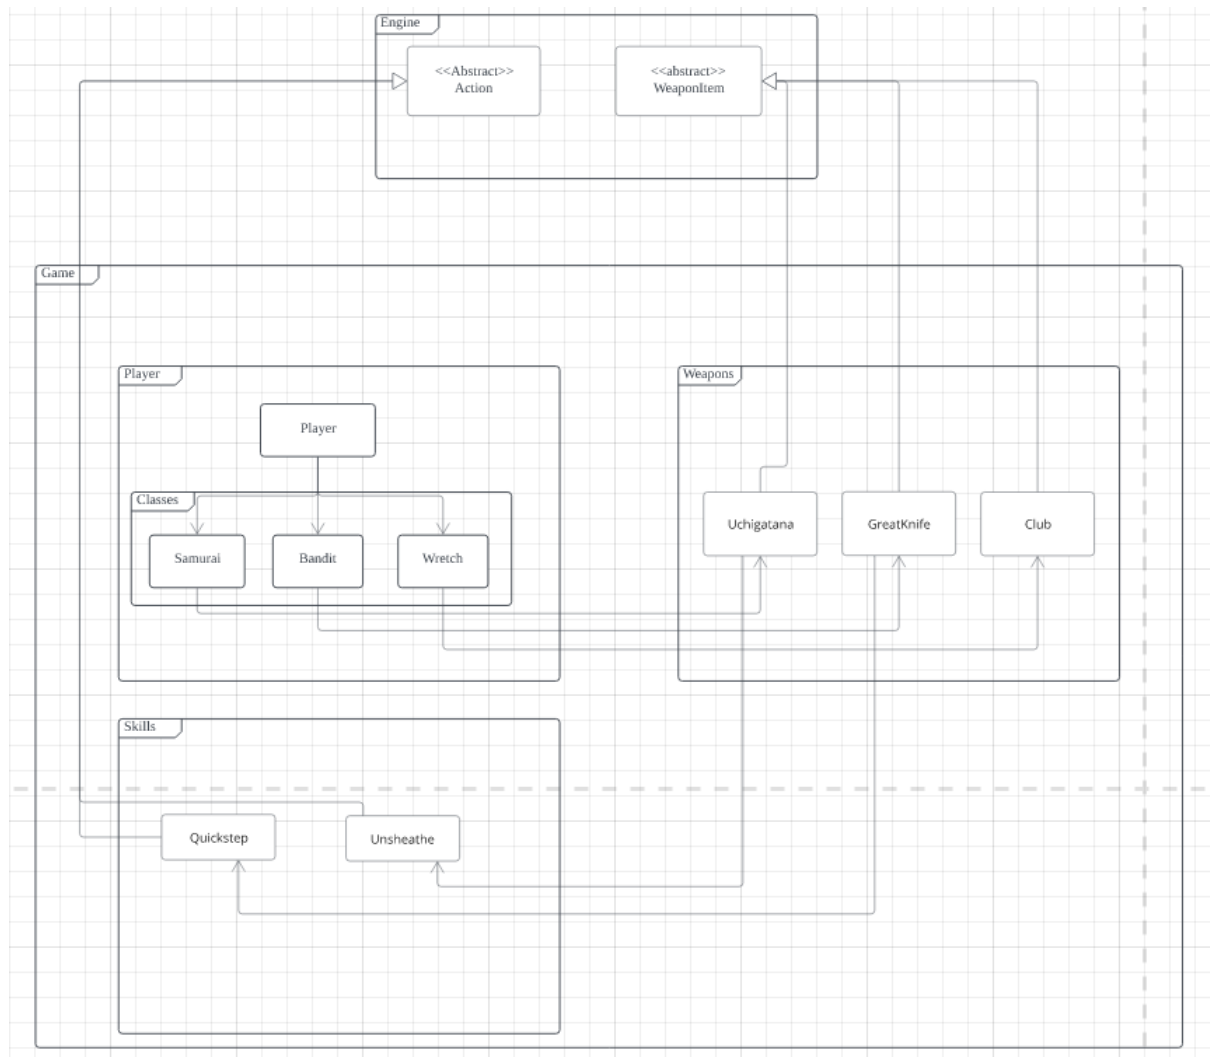 Engine
<<Abstract>>
Action
<<abstract>>
WeaponItem
Game
Player
Weapons
Player
Classes
Samurai
Bandit
Wretch
Uchigatana
GreatKnife
Club
Skills
Quickstep
Unsheathe